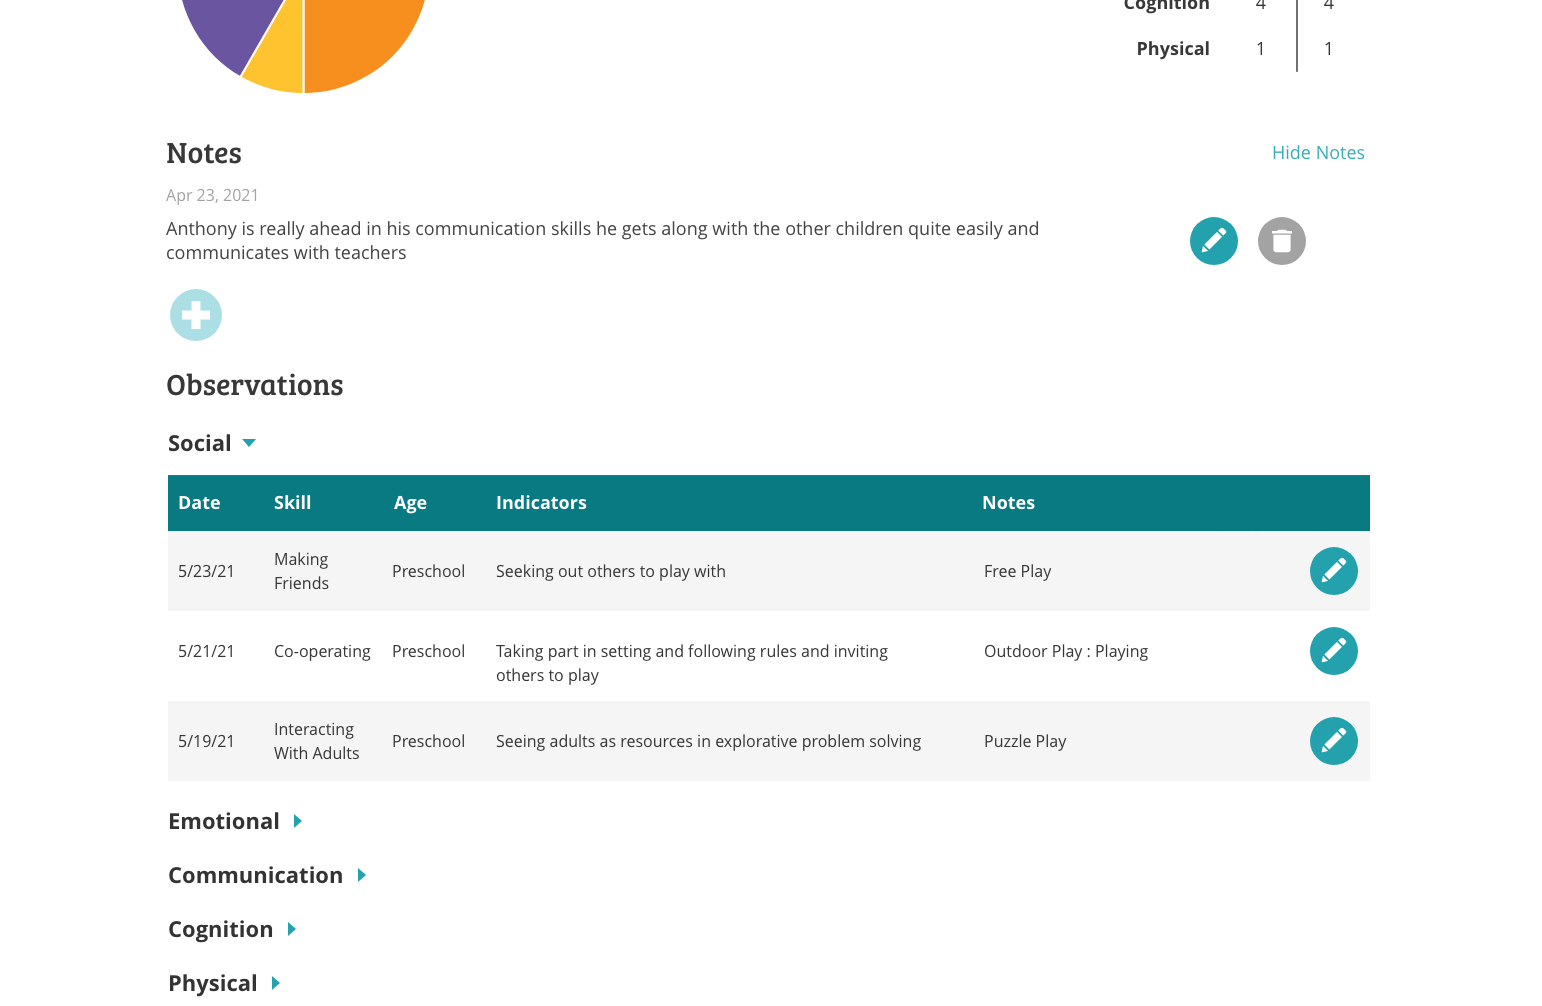 Cognition 4 4
Physical 1 1
Notes
Hide Notes
Apr 23, 2021
Anthony is really ahead in his communication skills he gets along with the other children quite easily and
communicates with teachers
Observations
Social
Date Skill Age Indicators Notes
5/23/21 Making Friends Preschool Seeking out others to play with Free Play
5/21/21 Co-operating Preschool Taking part in setting and following rules and inviting others to play Outdoor Play : Playing
5/19/21 Interacting With Adults Preschool Seeing adults as resources in explorative problem solving Puzzle Play
Emotional
Communication
Cognition
Physical